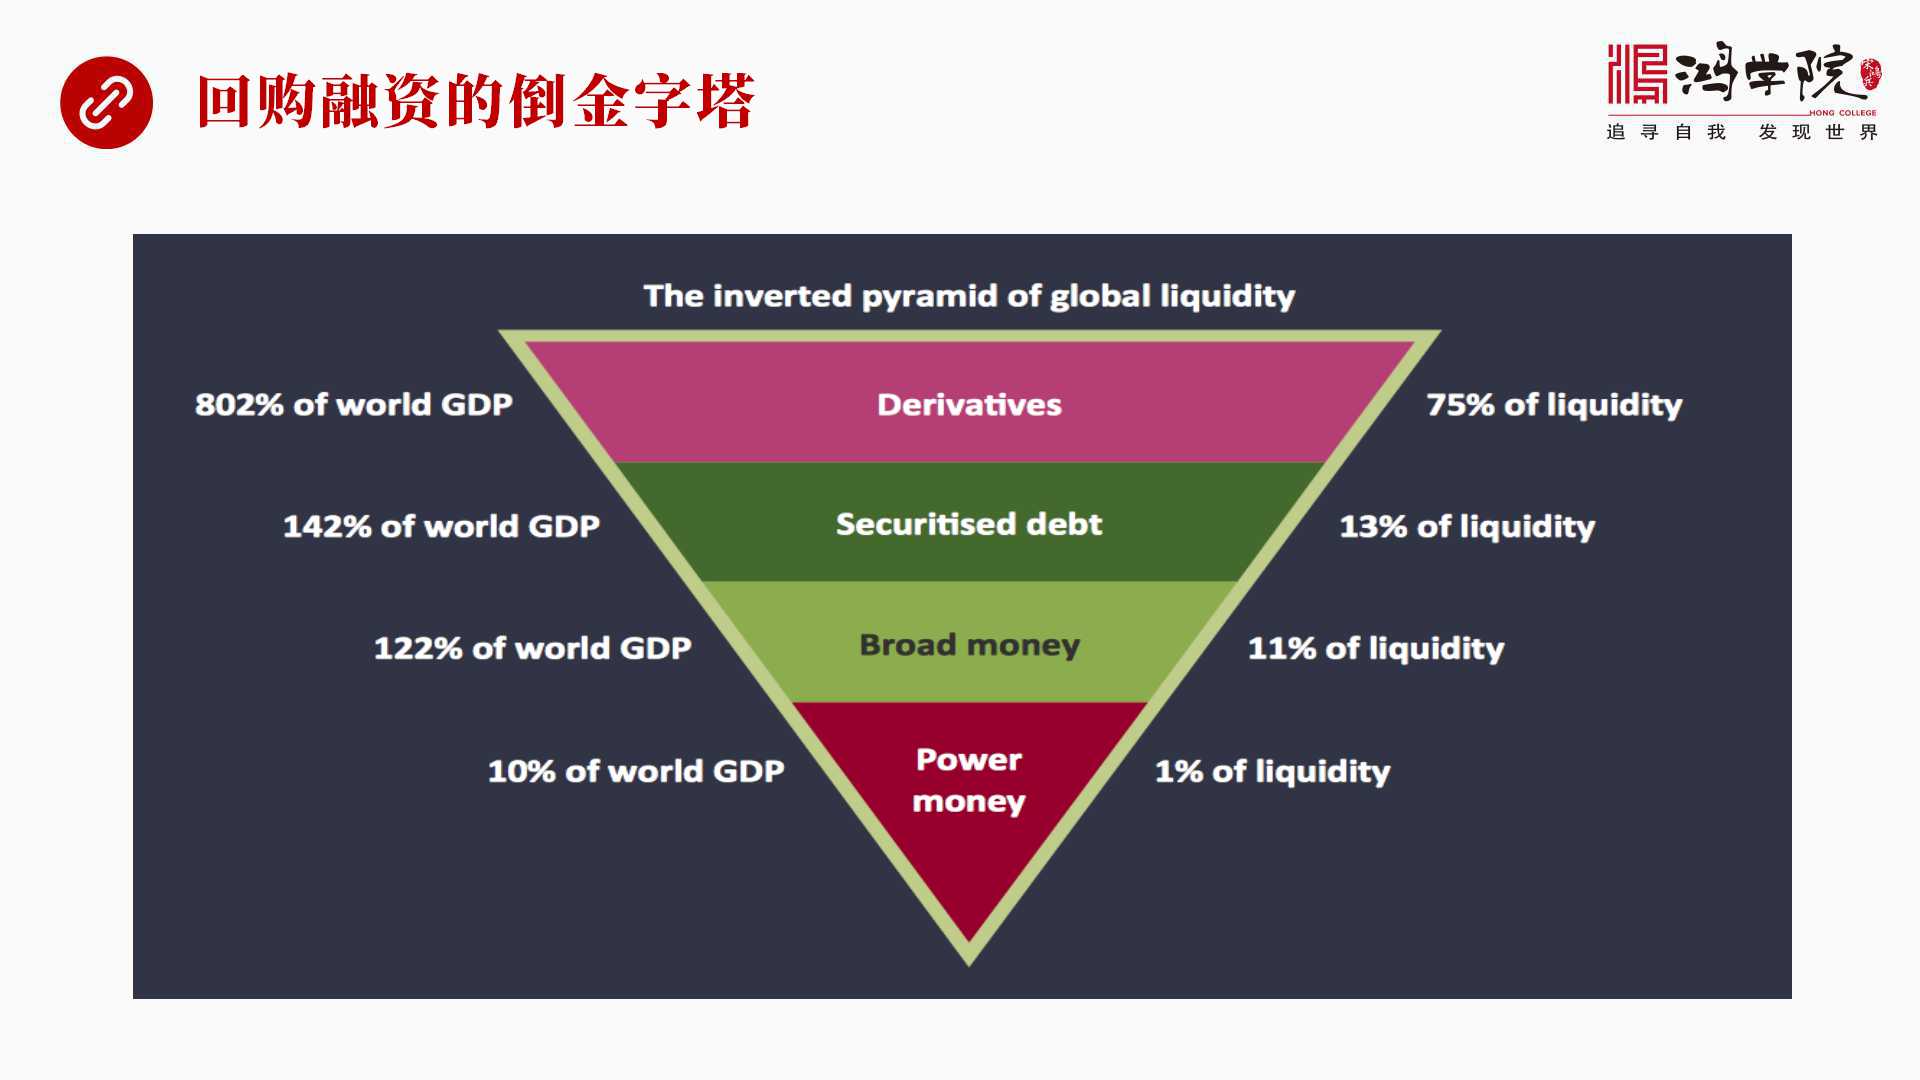 回购融资的倒金字塔
鸿学院
宋鸿兵
HONG COLLEGE
追寻自我 发现世界
The inverted pyramid of global liquidity
802% of world GDP Derivatives 75% of liquidity
142% of world GDP Securitised debt 13% of liquidity
122% of world GDP Broad money 11% of liquidity
10% of world GDP Power money 1% of liquidity